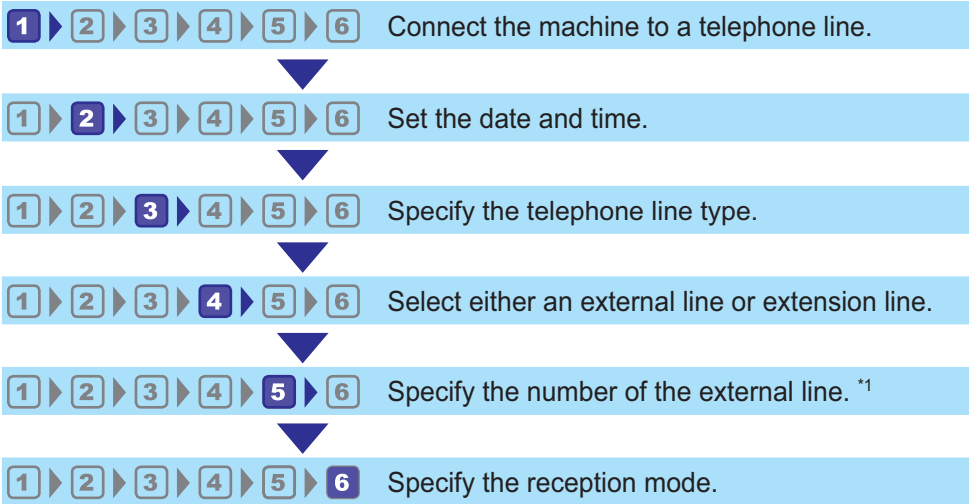 1 2 3 4 5 6 Connect the machine to a telephone line.
1 2 3 4 5 6 Set the date and time.
1 2 3 4 5 6 Specify the telephone line type.
1 2 3 4 5 6 Select either an external line or extension line.
1 2 3 4 5 6 Specify the number of the external line. *1
1 2 3 4 5 6 Specify the reception mode.